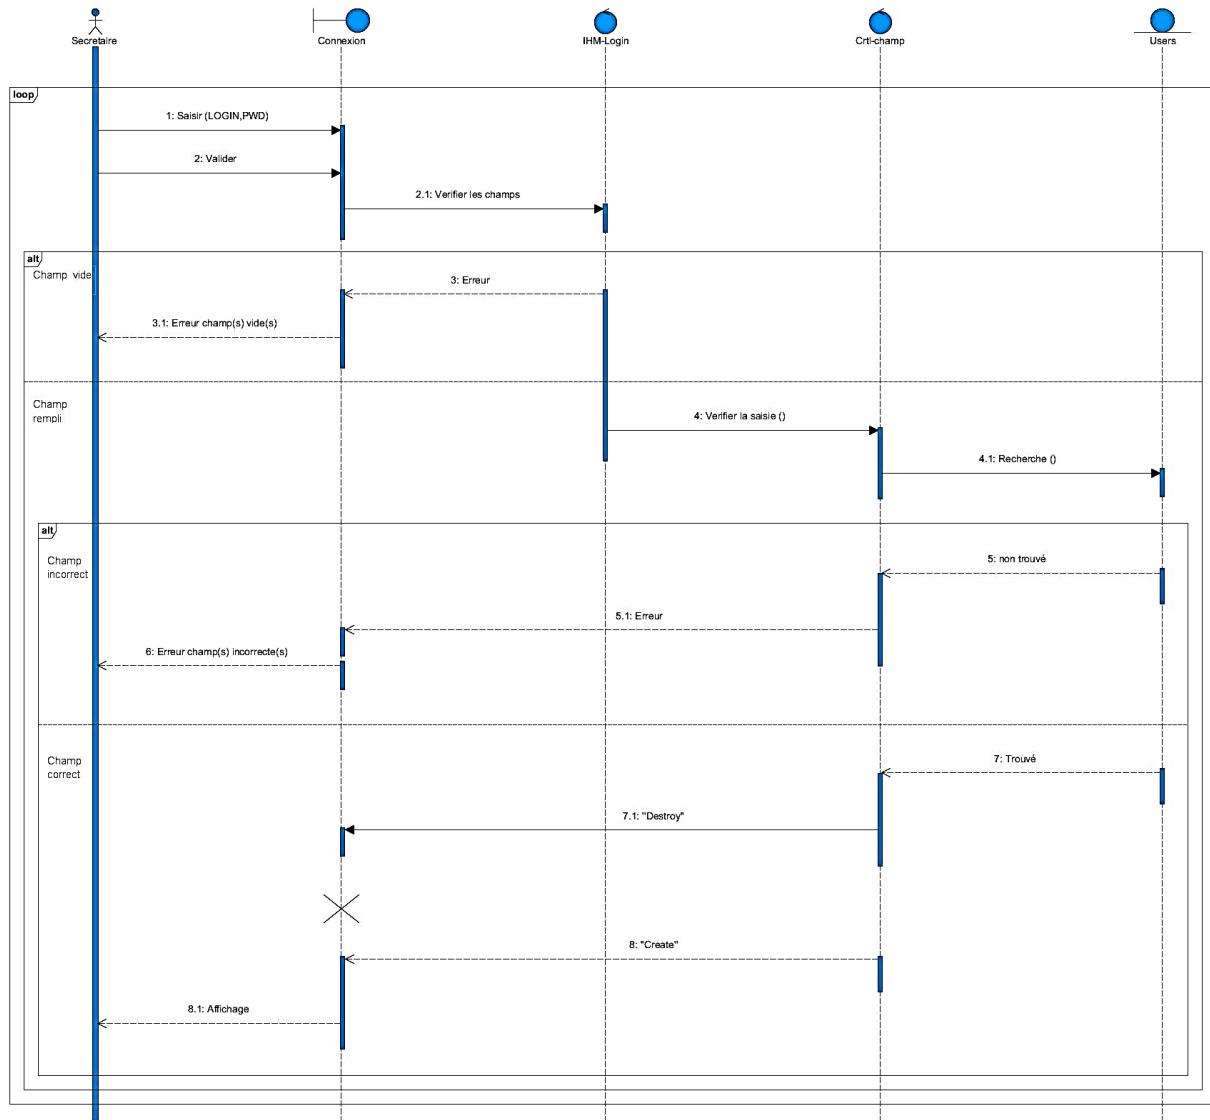 Secretaire
Connexion
IHM-Login
Crtl-champ
Users
loop
1: Saisir (LOGIN,PWD)
2: Valider
2.1: Verifier les champs
alt
Champ vide
3: Erreur
3.1: Erreur champ(s) vide(s)
Champ
rempli
4: Verifier la saisie ()
4.1: Recherche ()
alt
Champ
incorrect
5: non trouvé
5.1: Erreur
6: Erreur champ(s) incorrecte(s)
Champ
correct
7: Trouvé
7.1: "Destroy"
8: "Create"
8.1: Affichage